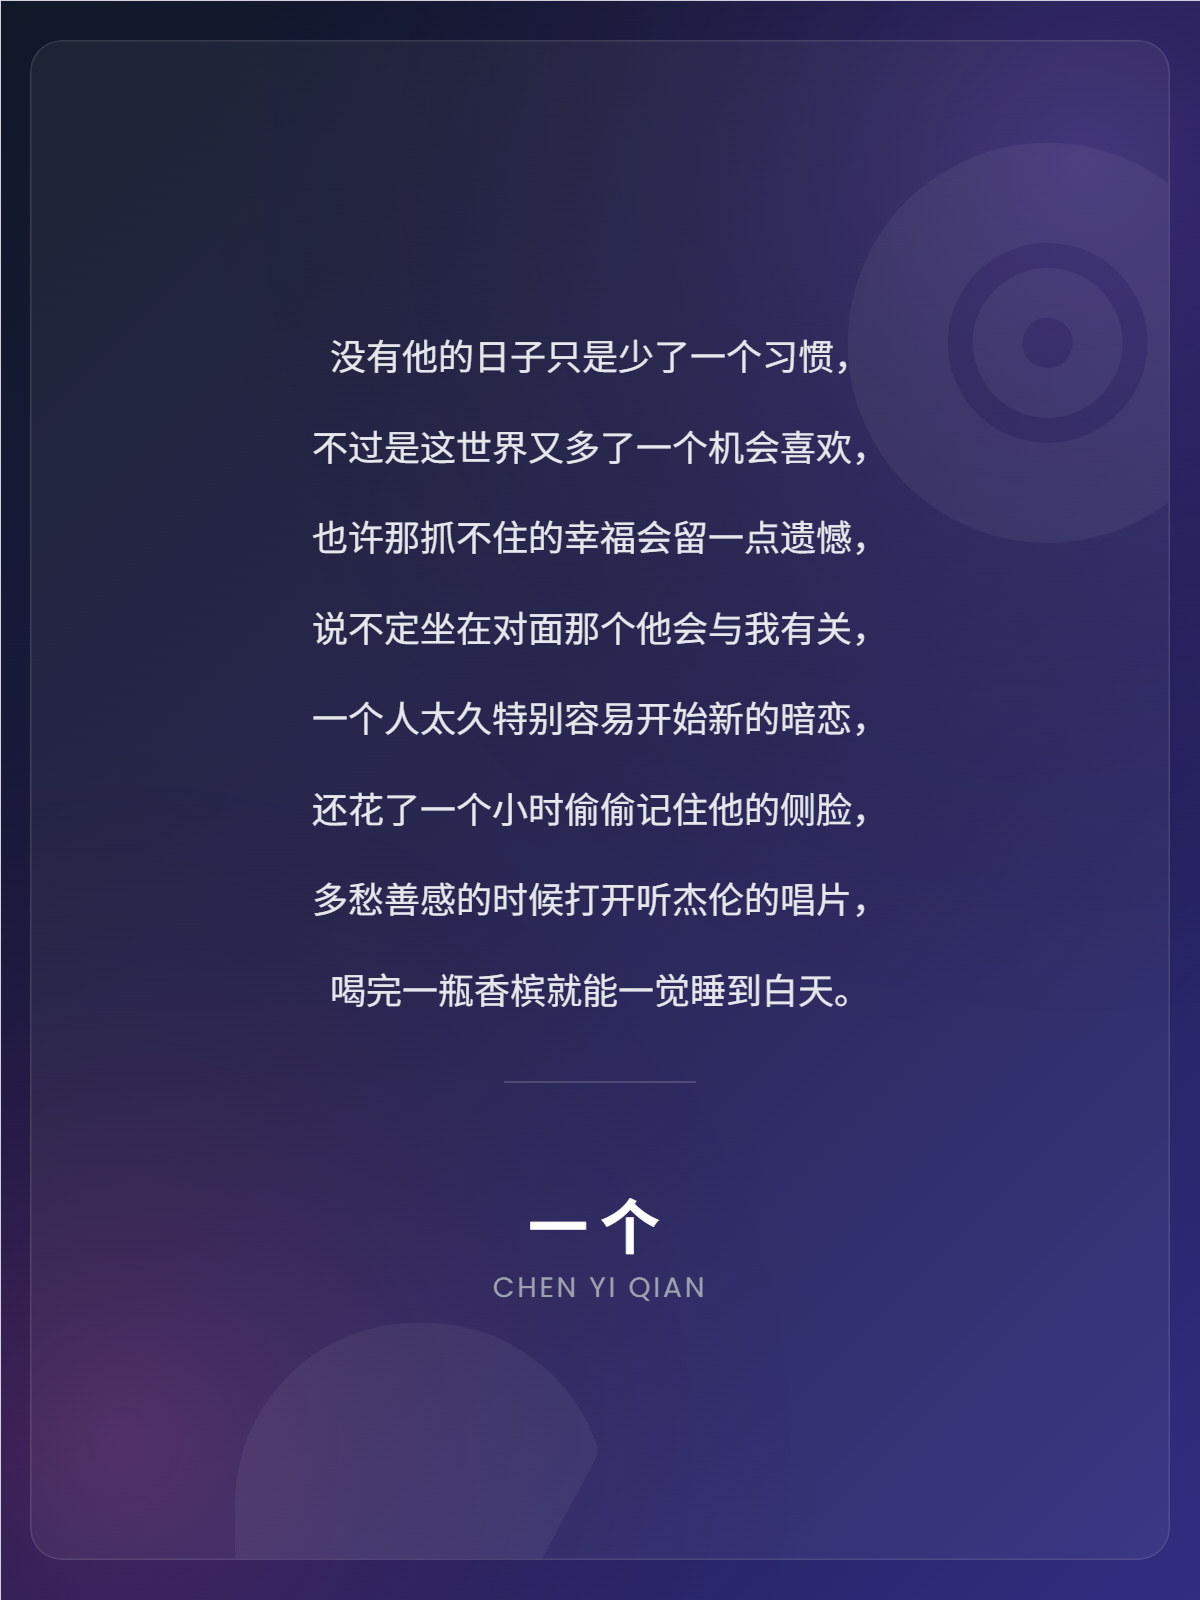 没有他的日子只是少了一个习惯，
不过是这世界又多了一个机会喜欢，
也许那抓不住的幸福会留一点遗憾，
说不定坐在对面那个他会与我有关，
一个人太久特别容易开始新的暗恋，
还花了一个小时偷偷记住他的侧脸，
多愁善感的时候打开听杰伦的唱片，
喝完一瓶香槟就能一觉睡到白天。
一个
CHEN YI QIAN